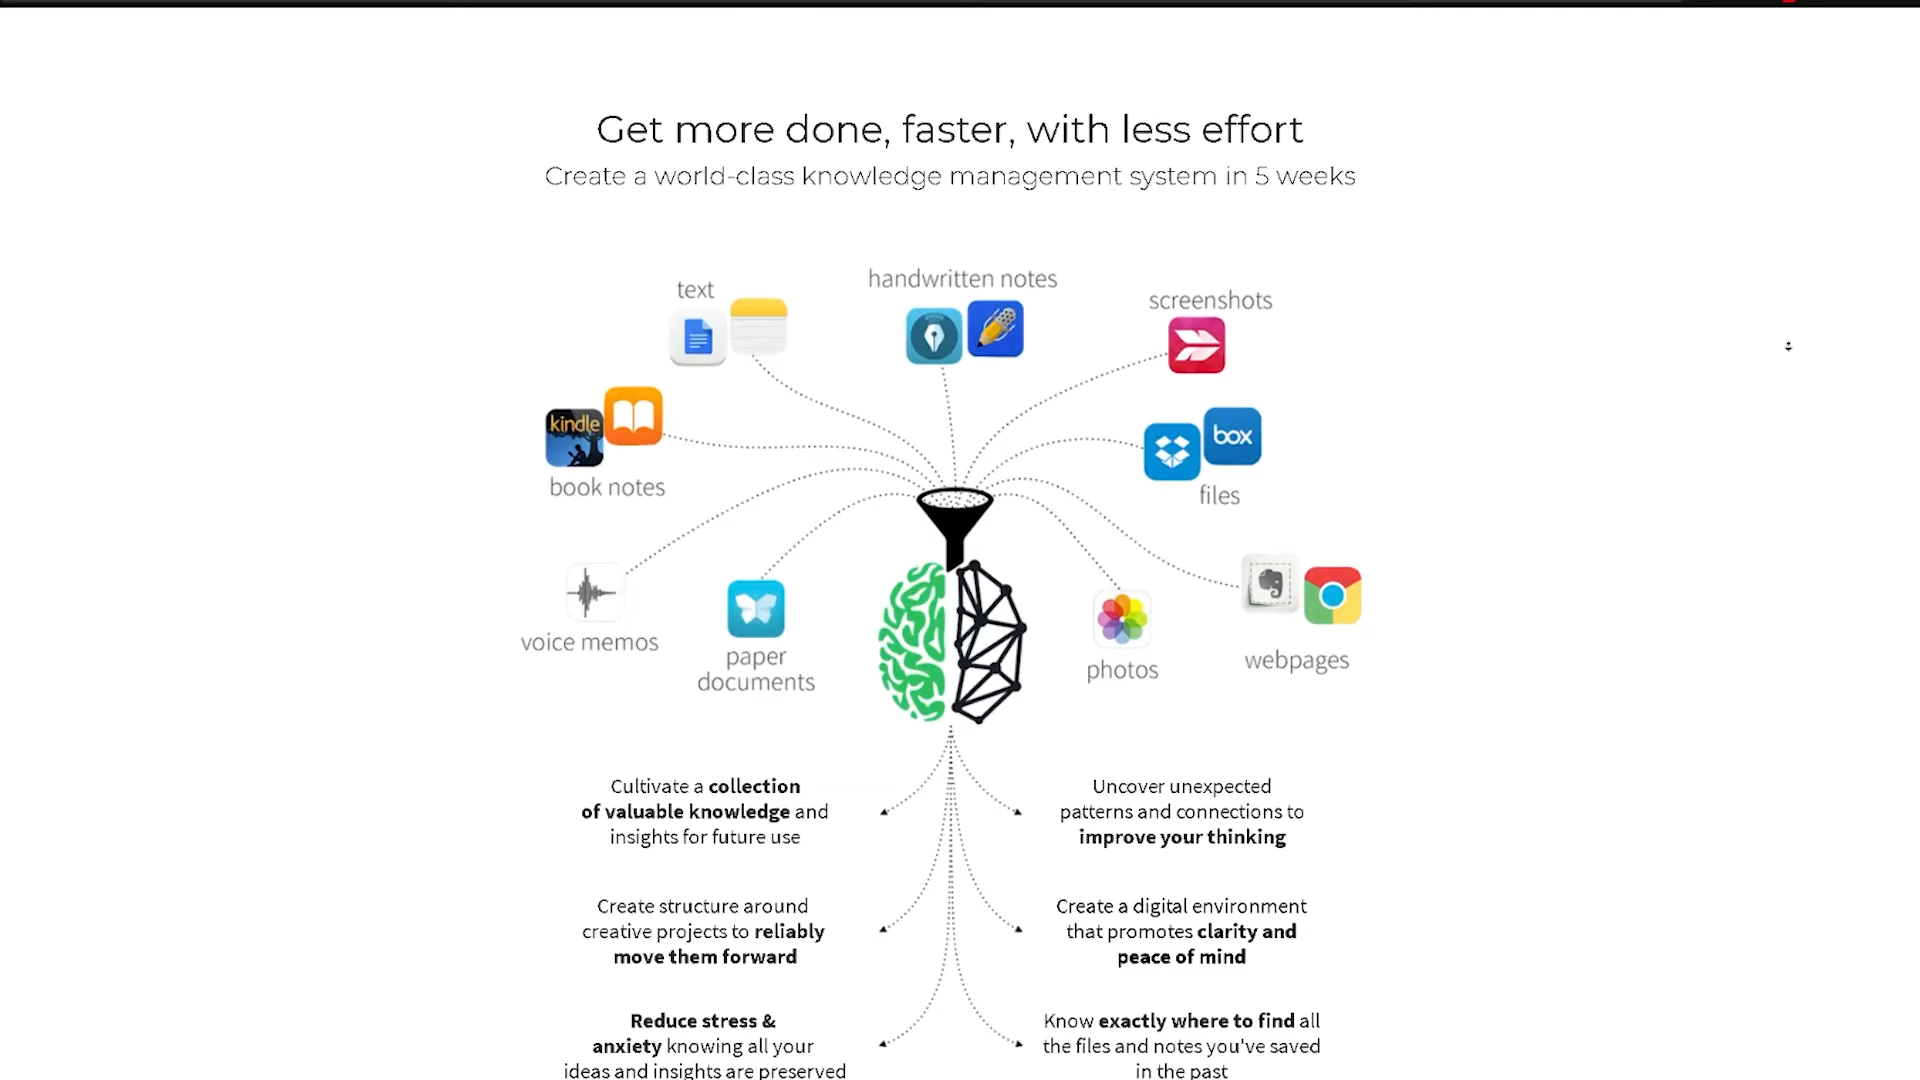 Get more done, faster, with less effort
Create a world-class knowledge management system in 5 weeks
text
handwritten notes
screenshots
kindle
book notes
box
files
voice memos
paper
documents
photos
webpages
Cultivate a collection
of valuable knowledge and
insights for future use
Uncover unexpected
patterns and connections to
improve your thinking
Create structure around
creative projects to reliably
move them forward
Create a digital environment
that promotes clarity and
peace of mind
Reduce stress &
anxiety knowing all your
ideas and insights are preserved
Know exactly where to find all
the files and notes you've saved
in the past